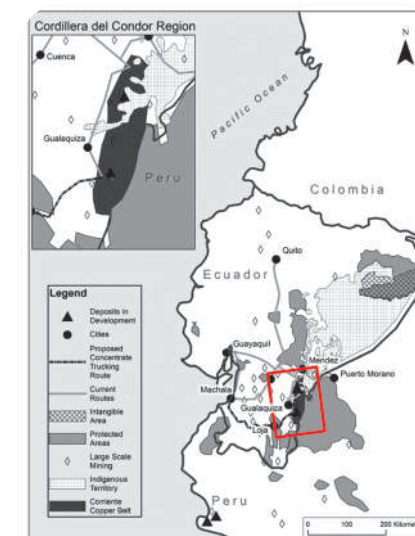 Cordillera del Condor Region
Cuenca
Gualaquiza
Peru
N
Pacific Ocean
Colombia
Quito
Ecuador
Guayaquil
Mendez
Puerto Morano
Machala
Gualaquiza
Loja
Peru
Legend
Deposits in
Development
Cities
Proposed
Concentrate
Trucking
Route
Current
Routes
Intangible
Area
Protected
Areas
Large Scale
Mining
Indigenous
Territory
Corriente
Copper Belt
0
100
200 Kilome